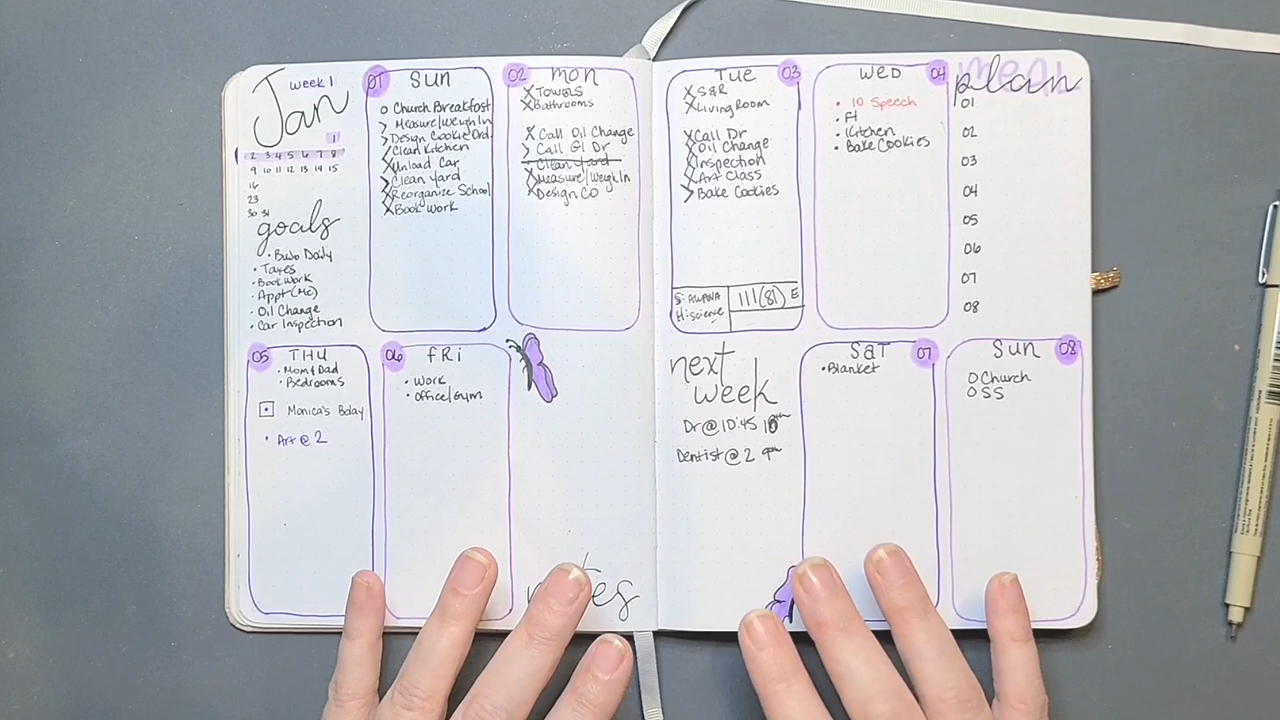 Jan
week 1
1
2 3 4 5 6 7 8
9 10 11 12 13 14 15
16
23
30 31
goals
• Bujo Daily
• Taxes
• Book work
• Appt (Mc)
• Oil Change
• Car Inspection
01 Sun
o Church Breakfast
> Measure/Weigh In
> Design Cookie Ord.
X Clean Kitchen
X Unload Car
> Clean Yard
X Reorganize School
X Book Work
02 mon
X Towels
X Bathrooms
X Call Oil Change
> Call Dr
Clean Yard
X Measure/Weigh In
X Design CO
Tue 03
X S&R
X Living Room
X Call Dr
X Oil Change
X Inspection
X Art Class
> Bake Cookies
S: AWANA
H: science
111(81) E
WED 04
• 10 Speech
• Ft
• Kitchen
• Bake Cookies
menu
plan
01
02
03
04
05
06
07
08
05 THU
• Mom & Dad
• Bedrooms
Monica's Bday
• Art @ 2
06 fRi
• Work
• Office/Gym
notes
next
week
Dr @ 10:45 10th
Dentist @ 2 9th
Sat 07
• Blanket
Sun 08
O Church
O SS